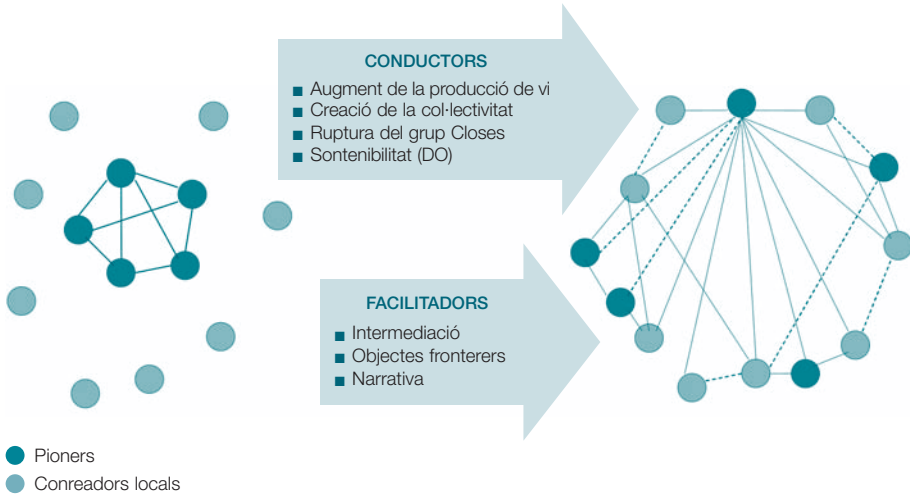 CONDUCTORS
■ Augment de la producció de vi
■ Creació de la col·lectivitat
■ Ruptura del grup Closes
■ Sontenibilitat (DO)
FACILITADORS
■ Intermediació
■ Objectes fronterers
■ Narrativa
Pioners
Conreadors locals